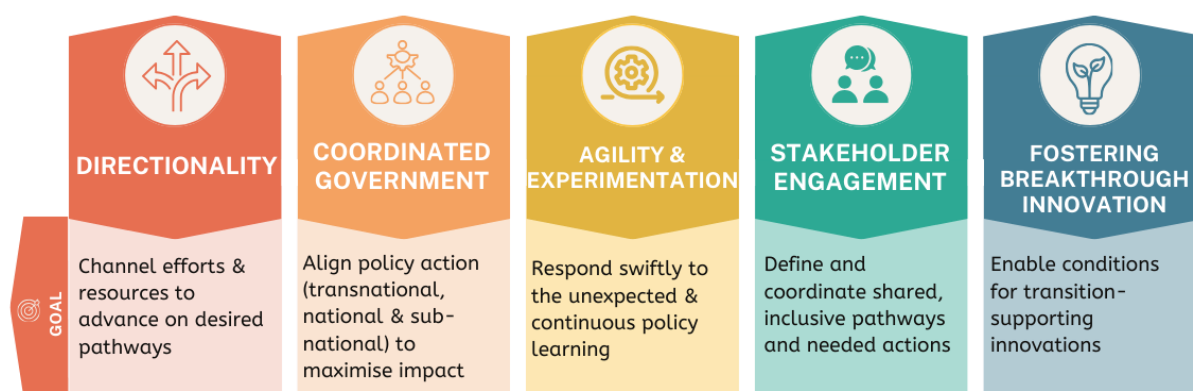 DIRECTIONALITY
COORDINATED
GOVERNMENT
AGILITY &
EXPERIMENTATION
STAKEHOLDER
ENGAGEMENT
FOSTERING
BREAKTHROUGH
INNOVATION
GOAL
Channel efforts &
resources to
advance on desired
pathways
Align policy action
(transnational,
national & sub-
national) to
maximise impact
Respond swiftly to
the unexpected &
continuous policy
learning
Define and
coordinate shared,
inclusive pathways
and needed actions
Enable conditions
for transition-
supporting
innovations